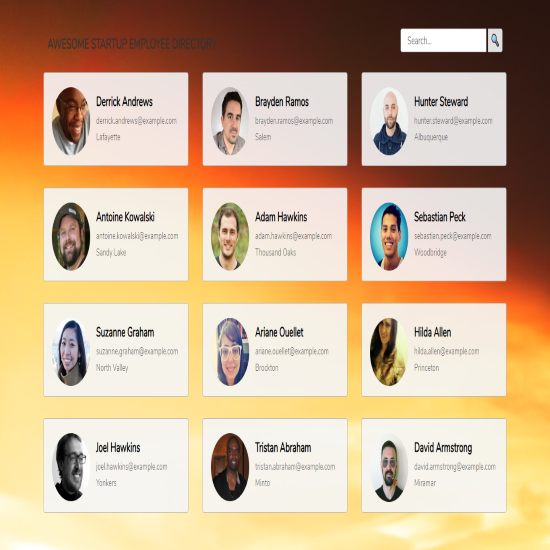 AWESOME STARTUP EMPLOYEE DIRECTORY
Search...
Derrick Andrews
derrick.andrews@example.com
Lafayette
Brayden Ramos
brayden.ramos@example.com
Salem
Hunter Steward
hunter.steward@example.com
Albuquerque
Antoine Kowalski
antoine.kowalski@example.com
Sandy Lake
Adam Hawkins
adam.hawkins@example.com
Thousand Oaks
Sebastian Peck
sebastian.peck@example.com
Woodbridge
Suzanne Graham
suzanne.graham@example.com
North Valley
Ariane Ouellet
ariane.ouellet@example.com
Brockton
Hilda Allen
hilda.allen@example.com
Princeton
Joel Hawkins
joel.hawkins@example.com
Yonkers
Tristan Abraham
tristan.abraham@example.com
Minto
David Armstrong
david.armstrong@example.com
Miramar